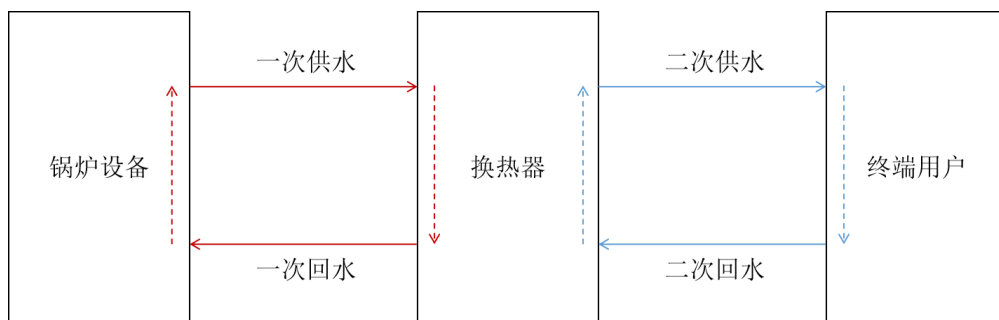 一次供水
二次供水
锅炉设备
换热器
终端用户
一次回水
二次回水